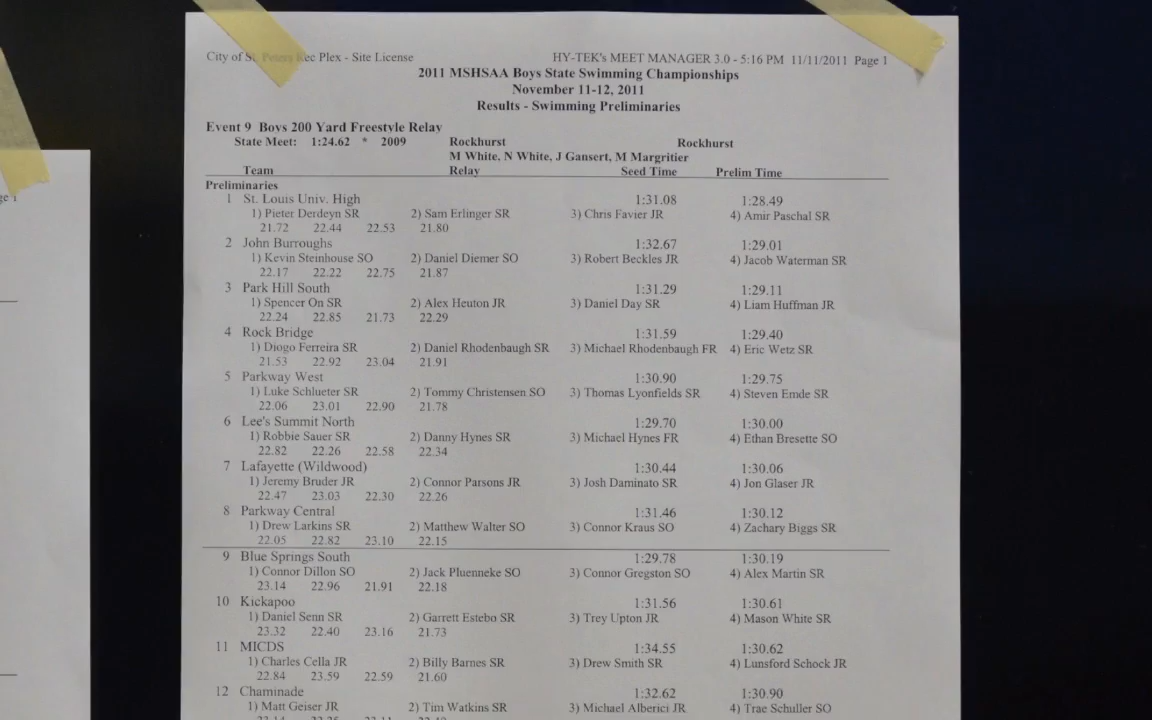 City of St. Peters Rec Plex - Site License HY-TEK's MEET MANAGER 3.0 - 5:16 PM 11/11/2011 Page 1
2011 MSHSAA Boys State Swimming Championships
November 11-12, 2011
Results - Swimming Preliminaries
Event 9 Boys 200 Yard Freestyle Relay
State Meet: 1:24.62 * 2009 Rockhurst Rockhurst
M White, N White, J Gansert, M Margritier
Team Relay Seed Time Prelim Time
Preliminaries
1 St. Louis Univ. High 1:31.08 1:28.49
1) Pieter Derdeyn SR 2) Sam Erlinger SR 3) Chris Favier JR 4) Amir Paschal SR
21.72 22.44 22.53 21.80
2 John Burroughs 1:32.67 1:29.01
1) Kevin Steinhouse SO 2) Daniel Diemer SO 3) Robert Beckles JR 4) Jacob Waterman SR
22.17 22.22 22.75 21.87
3 Park Hill South 1:31.29 1:29.11
1) Spencer On SR 2) Alex Heuton JR 3) Daniel Day SR 4) Liam Huffman JR
22.24 22.85 21.73 22.29
4 Rock Bridge 1:31.59 1:29.40
1) Diogo Ferreira SR 2) Daniel Rhodenbaugh SR 3) Michael Rhodenbaugh FR 4) Eric Wetz SR
21.53 22.92 23.04 21.91
5 Parkway West 1:30.90 1:29.75
1) Luke Schlueter SR 2) Tommy Christensen SO 3) Thomas Lyonfields SR 4) Steven Emde SR
22.06 23.01 22.90 21.78
6 Lee's Summit North 1:29.70 1:30.00
1) Robbie Sauer SR 2) Danny Hynes SR 3) Michael Hynes FR 4) Ethan Bresette SO
22.82 22.26 22.58 22.34
7 Lafayette (Wildwood) 1:30.44 1:30.06
1) Jeremy Bruder JR 2) Connor Parsons JR 3) Josh Daminato SR 4) Jon Glaser JR
22.47 23.03 22.30 22.26
8 Parkway Central 1:31.46 1:30.12
1) Drew Larkins SR 2) Matthew Walter SO 3) Connor Kraus SO 4) Zachary Biggs SR
22.05 22.82 23.10 22.15
9 Blue Springs South 1:29.78 1:30.19
1) Connor Dillon SO 2) Jack Pluenneke SO 3) Connor Gregston SO 4) Alex Martin SR
23.14 22.96 21.91 22.18
10 Kickapoo 1:31.56 1:30.61
1) Daniel Senn SR 2) Garrett Estebo SR 3) Trey Upton JR 4) Mason White SR
23.32 22.40 23.16 21.73
11 MICDS 1:34.55 1:30.62
1) Charles Cella JR 2) Billy Barnes SR 3) Drew Smith SR 4) Lunsford Schock JR
22.84 23.59 22.59 21.60
12 Chaminade 1:32.62 1:30.90
1) Matt Geiser JR 2) Tim Watkins SR 3) Michael Alberici JR 4) Trae Schuller SO